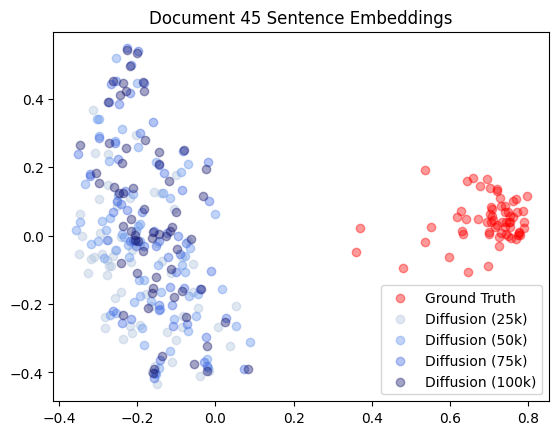 Document 45 Sentence Embeddings
0.4
0.2
0.0
−0.2
−0.4
−0.4
−0.2
0.0
0.2
0.4
0.6
0.8
Ground Truth
Diffusion (25k)
Diffusion (50k)
Diffusion (75k)
Diffusion (100k)